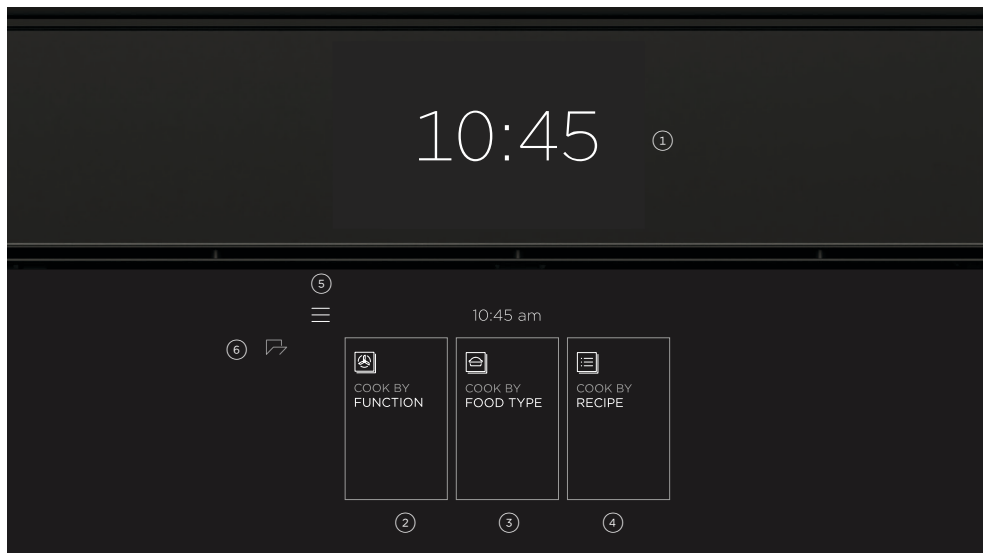 10:45
1
5
10:45 am
6
COOK BY
FUNCTION
COOK BY
FOOD TYPE
COOK BY
RECIPE
2
3
4